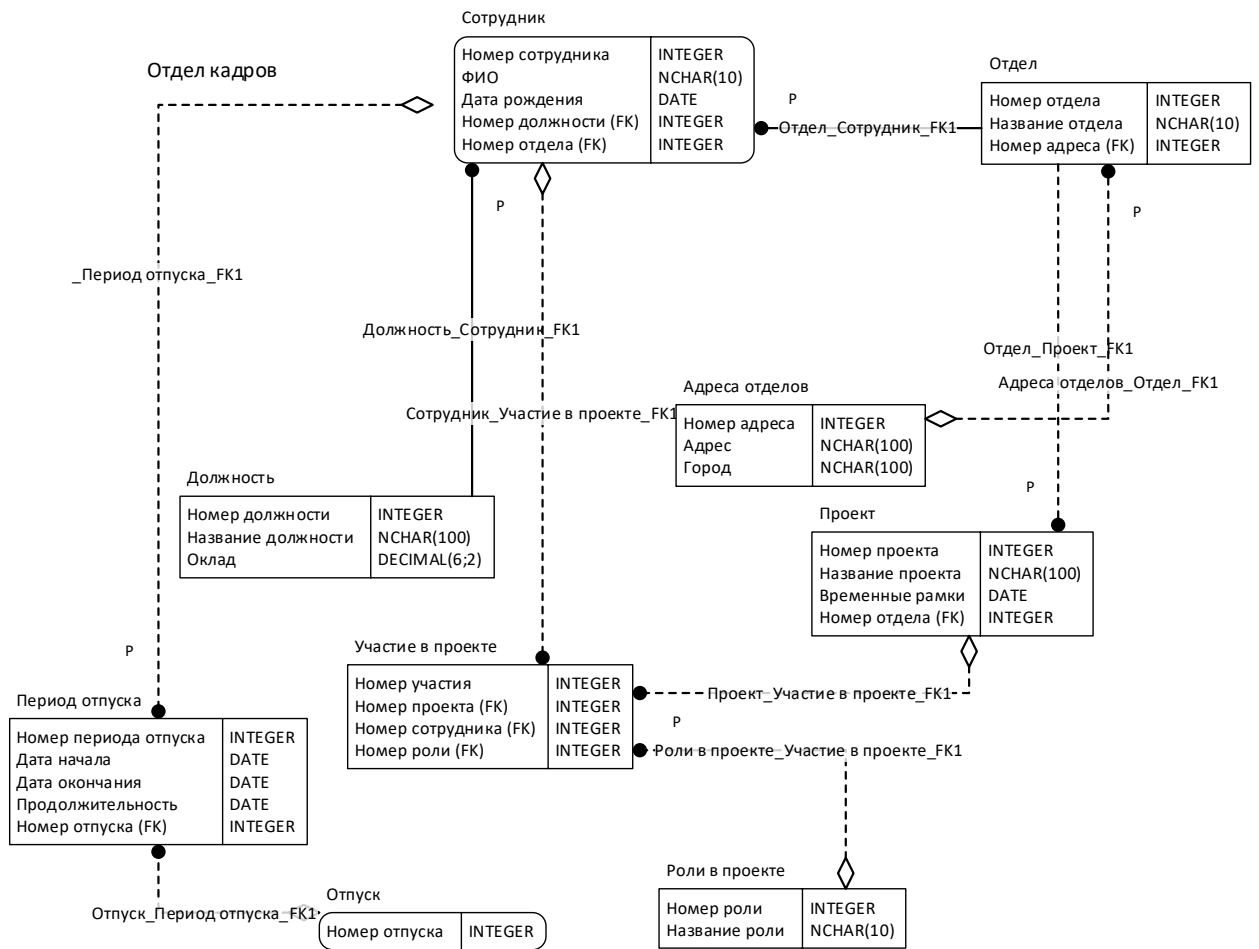 Сотрудник
Номер сотрудника INTEGER
ФИО NCHAR(10)
Дата рождения DATE
Номер должности (FK) INTEGER
Номер отдела (FK) INTEGER
Отдел кадров
Отдел
Номер отдела INTEGER
Название отдела NCHAR(10)
Номер адреса (FK) INTEGER
P
Отдел_Сотрудник_FK1
P
P
_Период отпуска_FK1
Должность_Сотрудник_FK1
Отдел_Проект_FK1
Адреса отделов_Отдел_FK1
Сотрудник_Участие в проекте_FK1
Адреса отделов
Номер адреса INTEGER
Адрес NCHAR(100)
Город NCHAR(100)
Должность
Номер должности INTEGER
Название должности NCHAR(100)
Оклад DECIMAL(6;2)
P
Проект
Номер проекта INTEGER
Название проекта NCHAR(100)
Временные рамки DATE
Номер отдела (FK) INTEGER
P
Участие в проекте
Номер участия INTEGER
Номер проекта (FK) INTEGER
Номер сотрудника (FK) INTEGER
Номер роли (FK) INTEGER
Проект_Участие в проекте_FK1
P
Роли в проекте_Участие в проекте_FK1
Период отпуска
Номер периода отпуска INTEGER
Дата начала DATE
Дата окончания DATE
Продолжительность DATE
Номер отпуска (FK) INTEGER
Отпуск_Период отпуска_FK1
Отпуск
Номер отпуска INTEGER
Роли в проекте
Номер роли INTEGER
Название роли NCHAR(10)